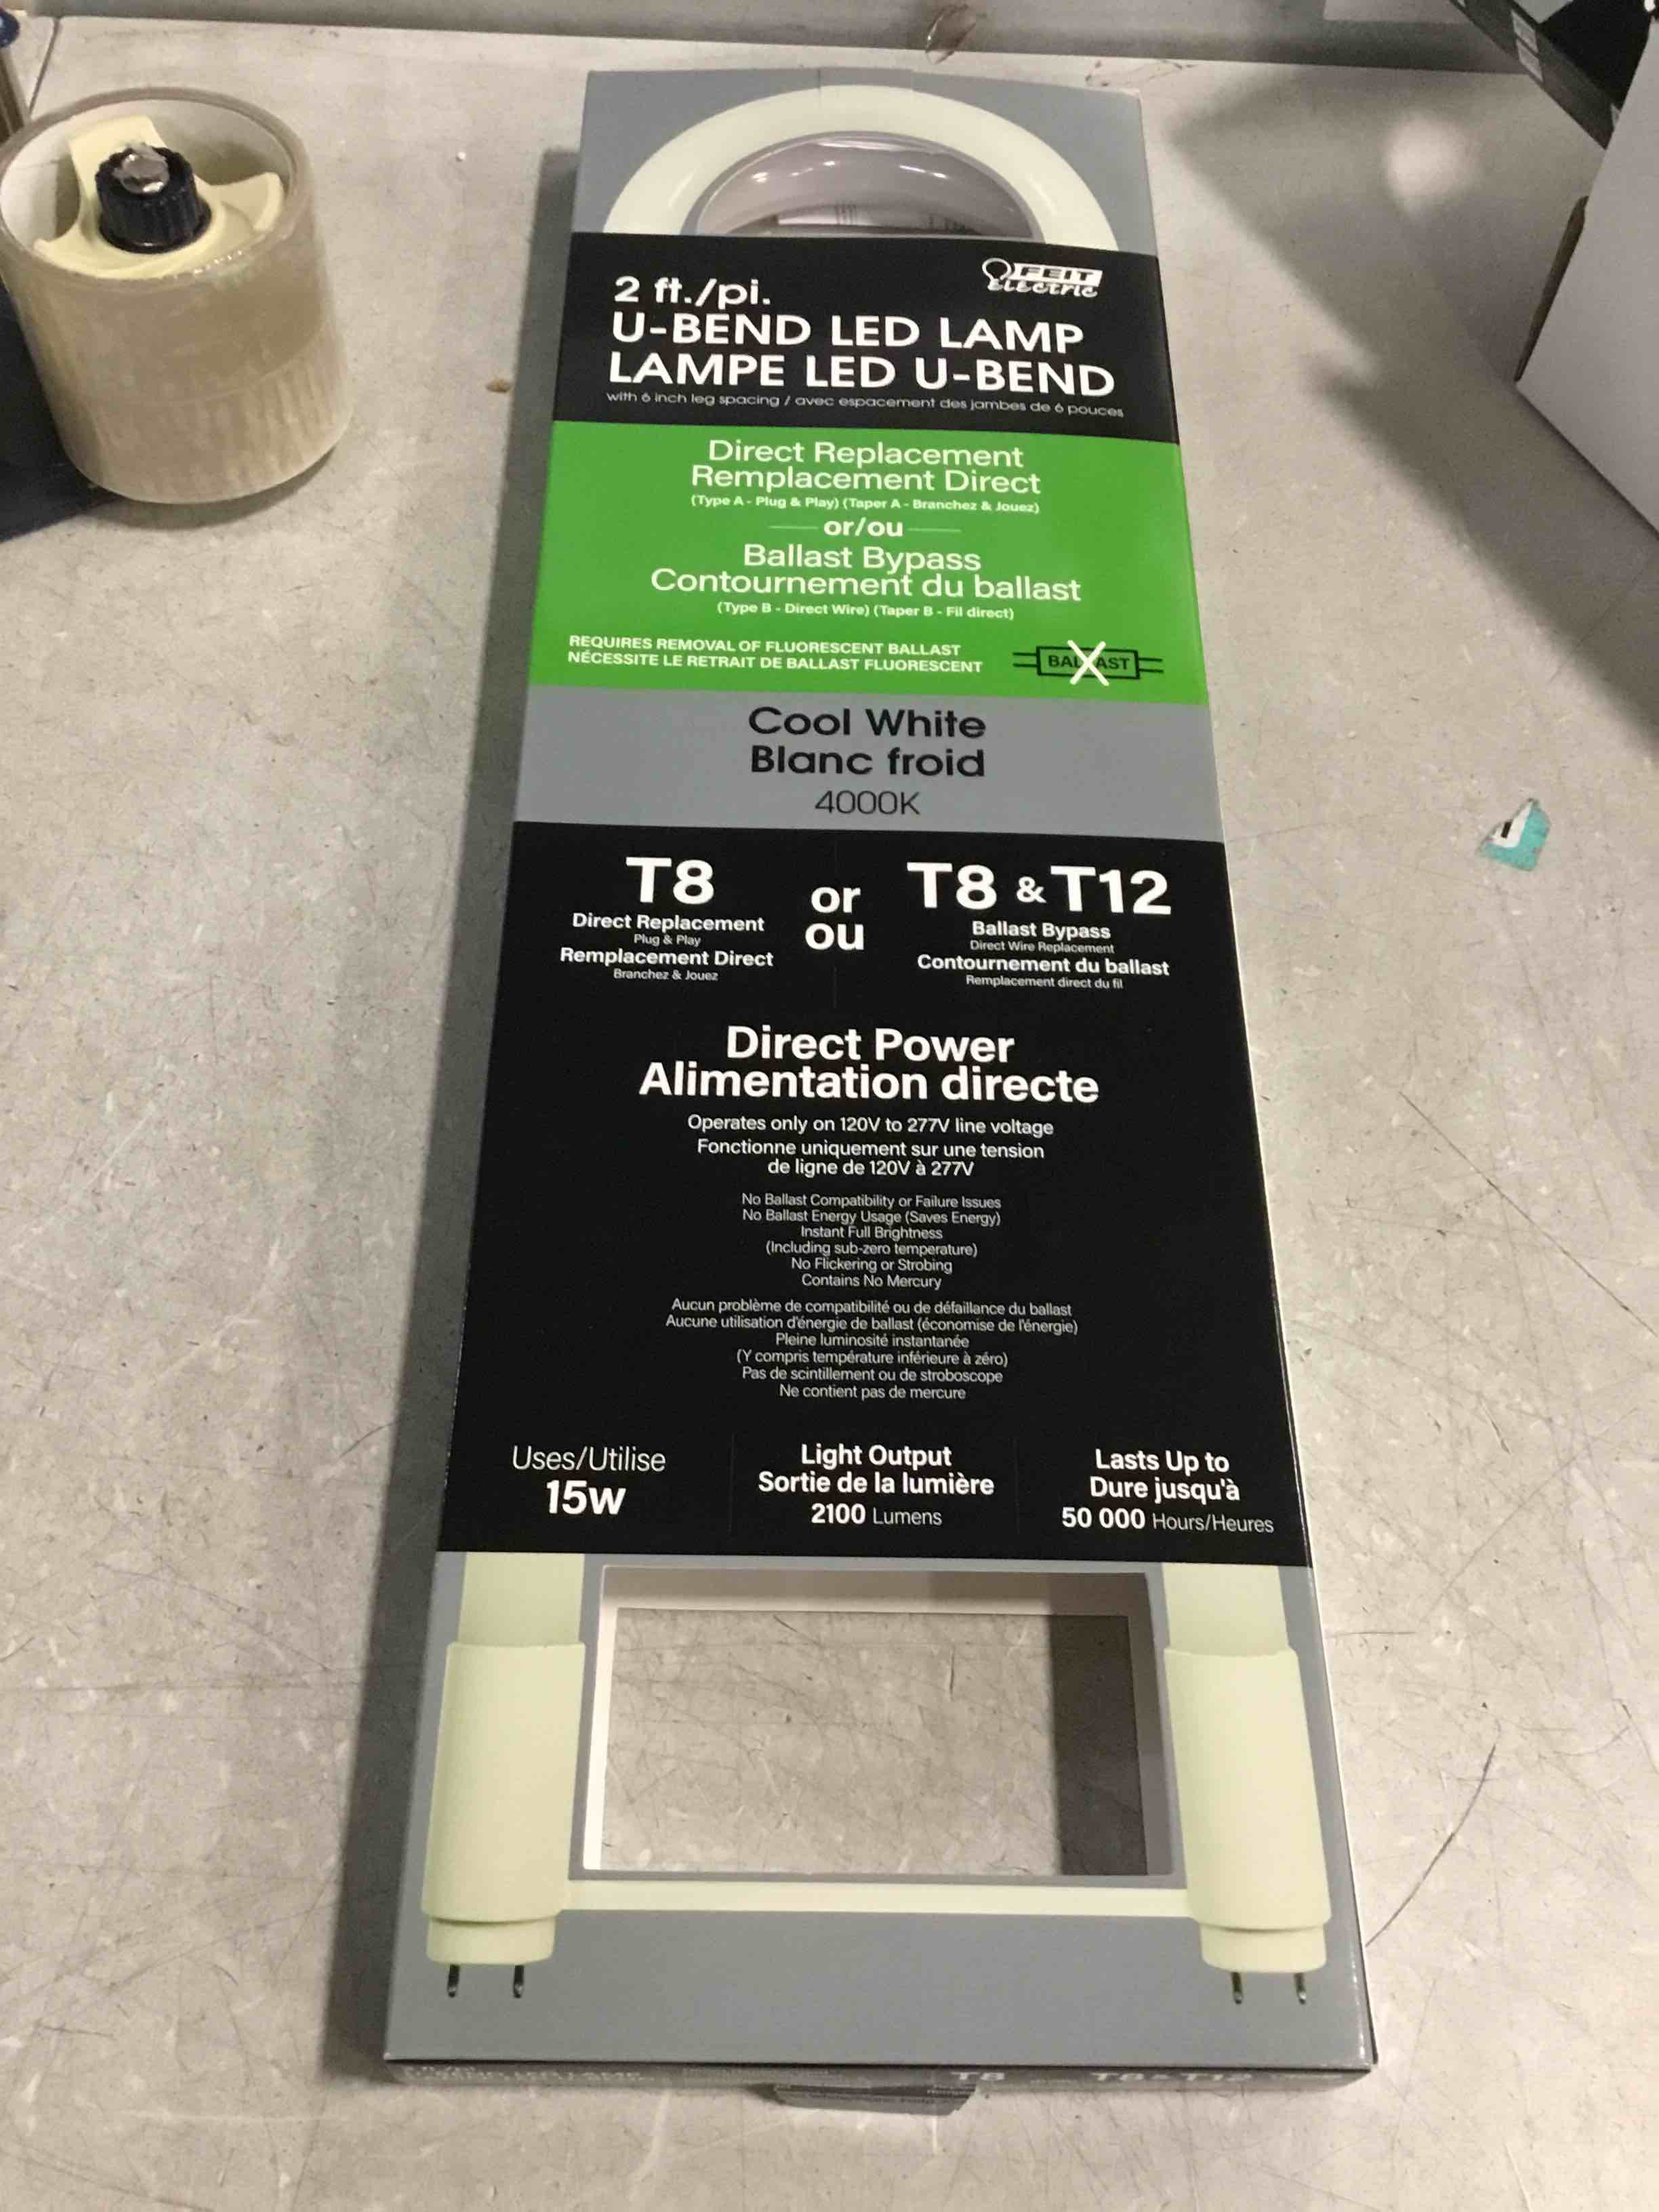 FEIT
electric
2 ft./pi.
U-BEND LED LAMP
LAMPE LED U-BEND
with 6 inch leg spacing / avec espacement des jambes de 6 pouces
Direct Replacement
Remplacement Direct
(Type A - Plug & Play) (Taper A - Branchez & Jouez)
or/ou
Ballast Bypass
Contournement du ballast
(Type B - Direct Wire) (Taper B - Fil direct)
REQUIRES REMOVAL OF FLUORESCENT BALLAST
NÉCESSITE LE RETRAIT DE BALLAST FLUORESCENT
BALLAST
Cool White
Blanc froid
4000K
T8
Direct Replacement
Plug & Play
Remplacement Direct
Branchez & Jouez
or
ou
T8 & T12
Ballast Bypass
Direct Wire Replacement
Contournement du ballast
Remplacement direct du fil
Direct Power
Alimentation directe
Operates only on 120V to 277V line voltage
Fonctionne uniquement sur une tension
de ligne de 120V à 277V
No Ballast Compatibility or Failure Issues
No Ballast Energy Usage (Saves Energy)
Instant Full Brightness
(Including sub-zero temperature)
No Flickering or Strobing
Contains No Mercury
Aucun problème de compatibilité ou de défaillance du ballast
Aucune utilisation d'énergie de ballast (économise de l'énergie)
Pleine luminosité instantanée
(Y compris température inférieure à zéro)
Pas de scintillement ou de stroboscope
Ne contient pas de mercure
Uses/Utilise
15w
Light Output
Sortie de la lumière
2100 Lumens
Lasts Up to
Dure jusqu'à
50 000 Hours/Heures
T8
T8 & T12